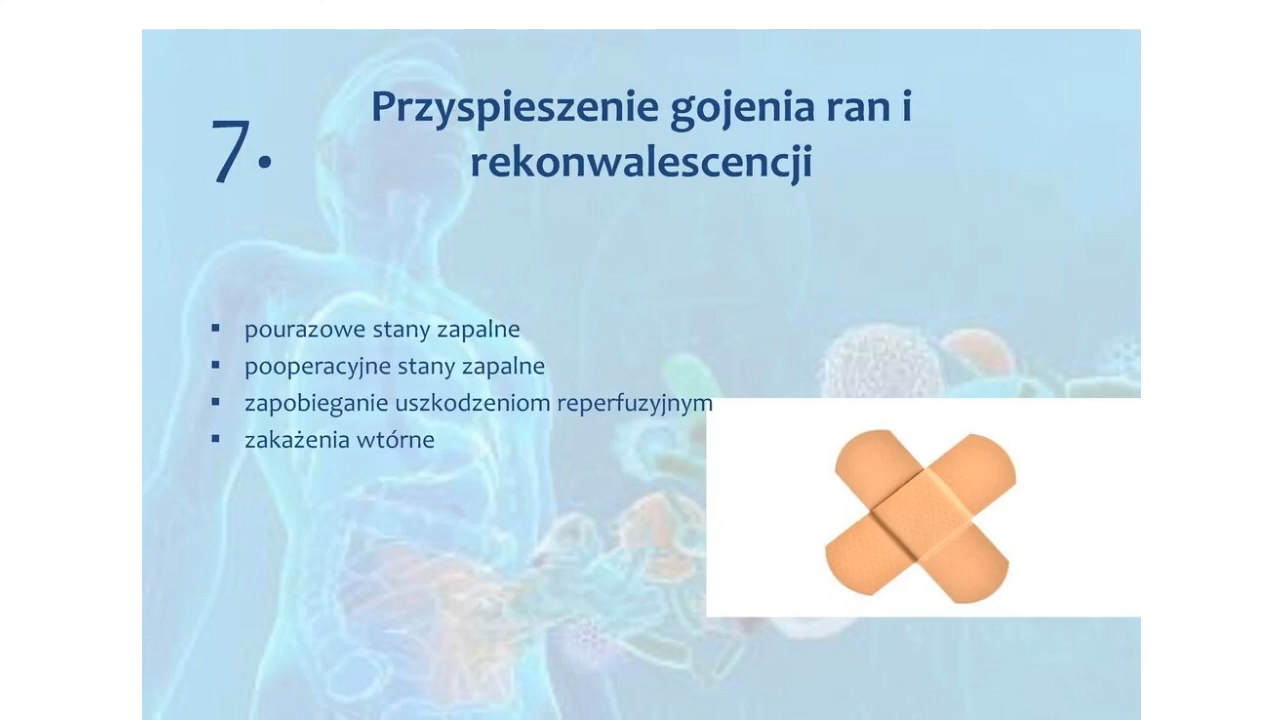 7.
Przyspieszenie gojenia ran i
rekonwalescencji
▪ pourazowe stany zapalne
▪ pooperacyjne stany zapalne
▪ zapobieganie uszkodzeniom reperfuzyjnym
▪ zakażenia wtórne